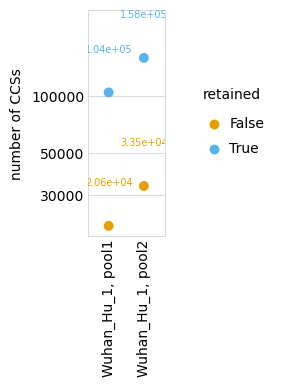 1.58e+05
1.04e+05
3.35e+04
2.06e+04
number of CCSs
100000
50000
30000
Wuhan_Hu_1, pool1
Wuhan_Hu_1, pool2
retained
False
True